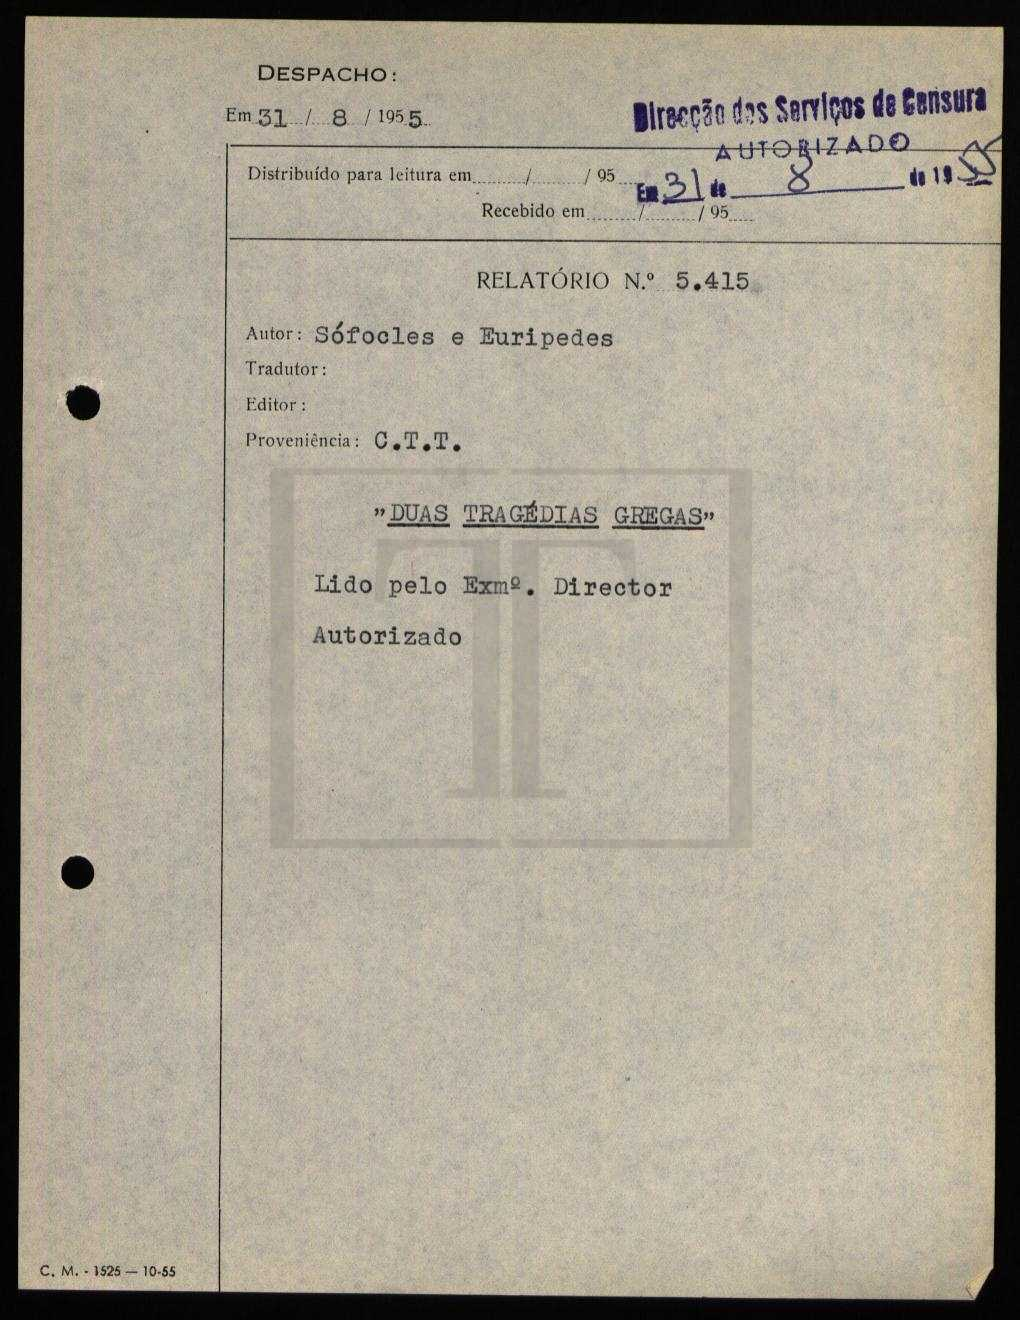 DESPACHO:
Em 31 / 8 / 1955
Direcção dos Serviços de Censura
AUTORIZADO
Em 31 de 8 de 1955
Distribuído para leitura em ....... / ....... / 95 ....
Recebido em ....... / ....... / 95 ....
RELATÓRIO N.º 5.415
Autor: Sófocles e Euripedes
Tradutor:
Editor:
Proveniência: C.T.T.
"DUAS TRAGÉDIAS GREGAS"
Lido pelo Exmº. Director
Autorizado
C. M. - 1525 — 10-55